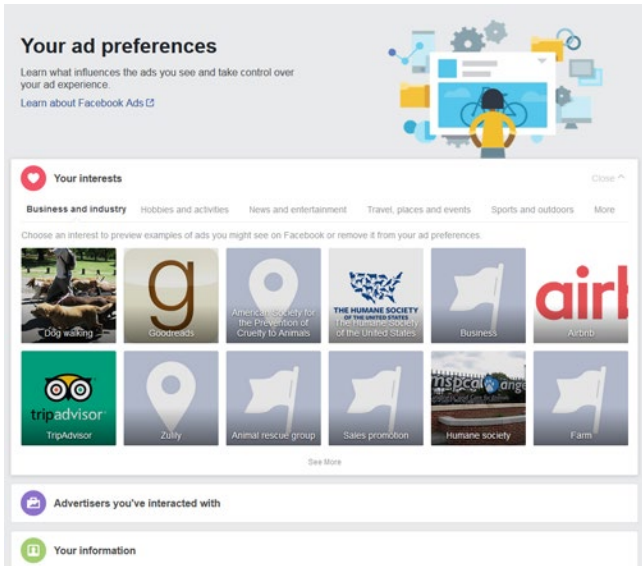 Your ad preferences
Learn what influences the ads you see and take control over
your ad experience.
Learn about Facebook Ads
Your interests
Close
Business and industry
Hobbies and activities
News and entertainment
Travel, places and events
Sports and outdoors
More
Choose an interest to preview examples of ads you might see on Facebook or remove it from your ad preferences.
Dog walking
g
Goodreads
American Society for
the Prevention of
Cruelty to Animals
THE HUMANE SOCIETY
OF THE UNITED STATES
The Humane Society
of the United States
Business
airb
Airbnb
tripadvisor
TripAdvisor
Zulily
Animal rescue group
Sales promotion
mspca ange
Humane society
Farm
See More
Advertisers you've interacted with
Your information